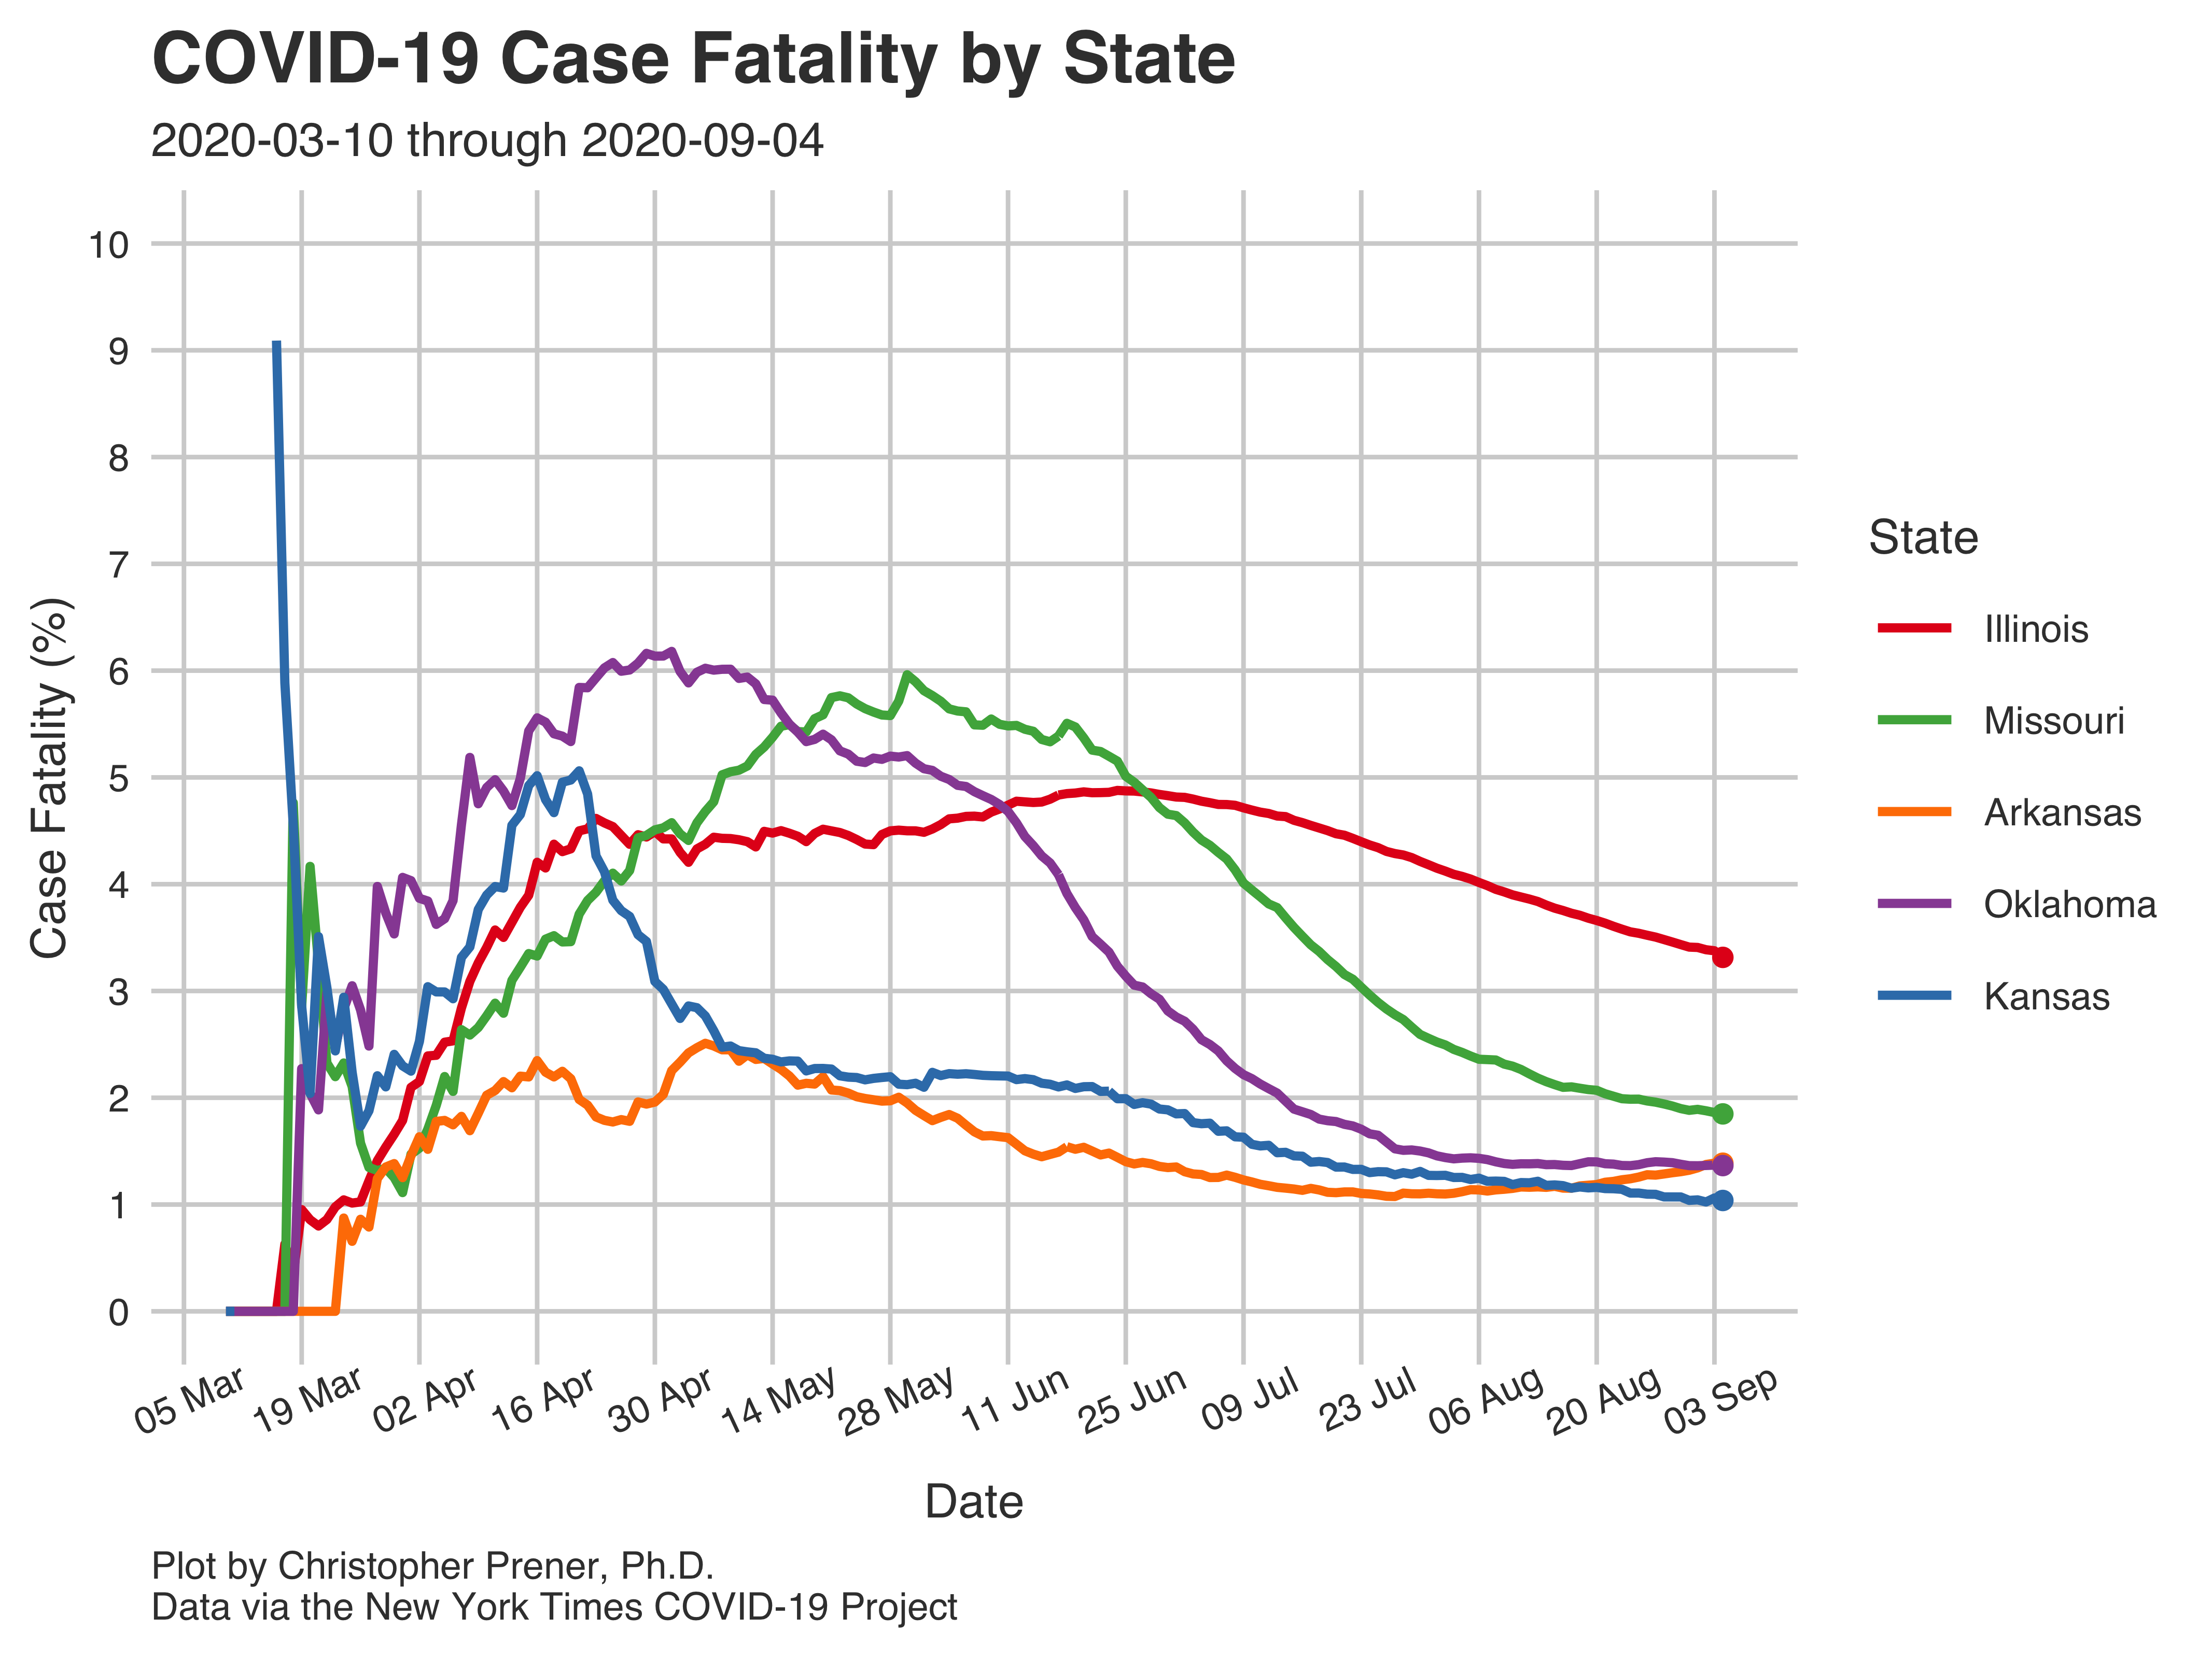 COVID-19 Case Fatality by State
2020-03-10 through 2020-09-04
10
9
8
7
6
5
4
3
2
1
0
Case Fatality (%)
05 Mar
19 Mar
02 Apr
16 Apr
30 Apr
14 May
28 May
11 Jun
25 Jun
09 Jul
23 Jul
06 Aug
20 Aug
03 Sep
Date
State
Illinois
Missouri
Arkansas
Oklahoma
Kansas
Plot by Christopher Prener, Ph.D.
Data via the New York Times COVID-19 Project